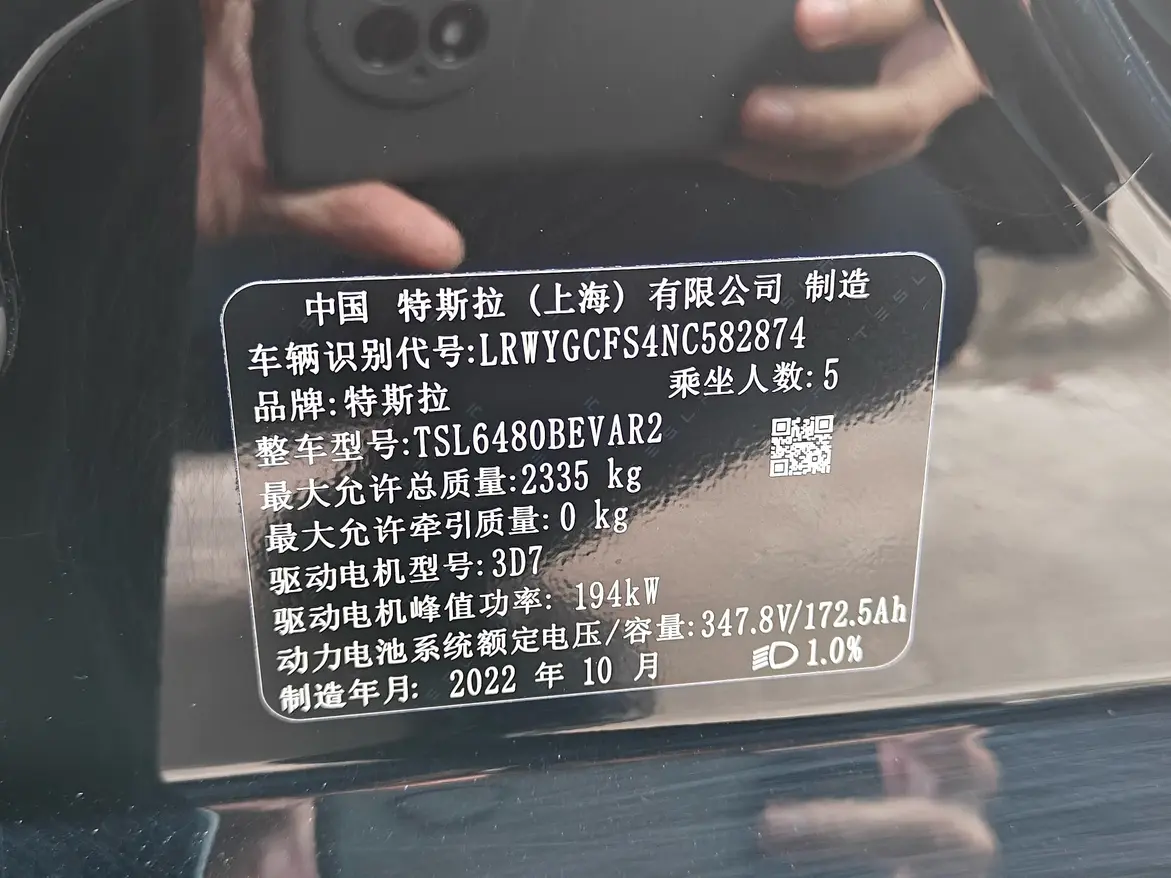 中国 特斯拉 (上海) 有限公司 制造
车辆识别代号:LRWYGCFS4NC582874
品牌:特斯拉 乘坐人数:5
整车型号:TSL6480BEVAR2
最大允许总质量:2335 kg
最大允许牵引质量:0 kg
驱动电机型号:3D7
驱动电机峰值功率: 194kW
动力电池系统额定电压/容量:347.8V/172.5Ah
制造年月: 2022 年 10 月 1.0%